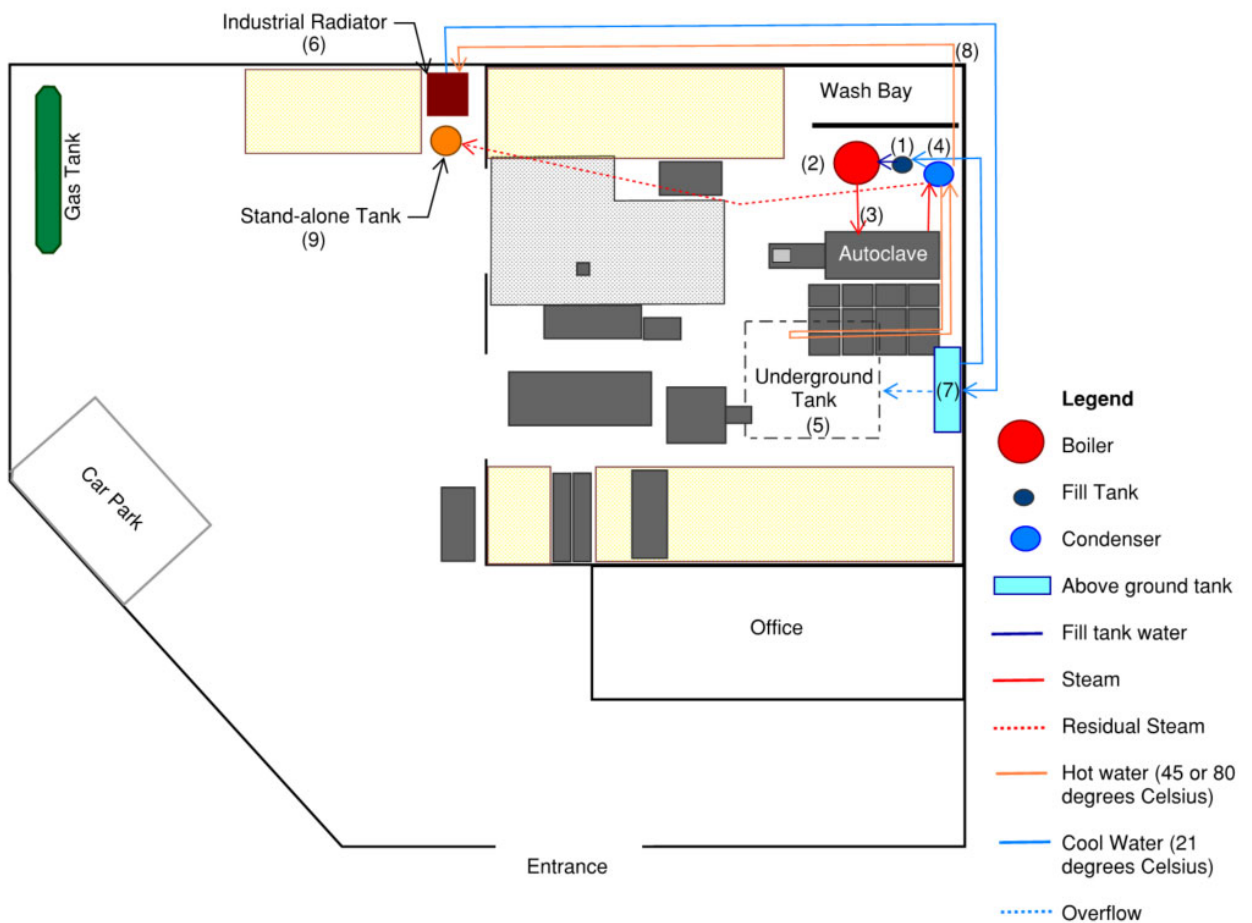 Industrial Radiator
(6)
(8)
Wash Bay
Gas Tank
(1)
(4)
(2)
Stand-alone Tank
(9)
(3)
Autoclave
Underground
Tank
(5)
(7)
Car Park
Office
Entrance
Legend
Boiler
Fill Tank
Condenser
Above ground tank
Fill tank water
Steam
Residual Steam
Hot water (45 or 80
degrees Celsius)
Cool Water (21
degrees Celsius)
Overflow